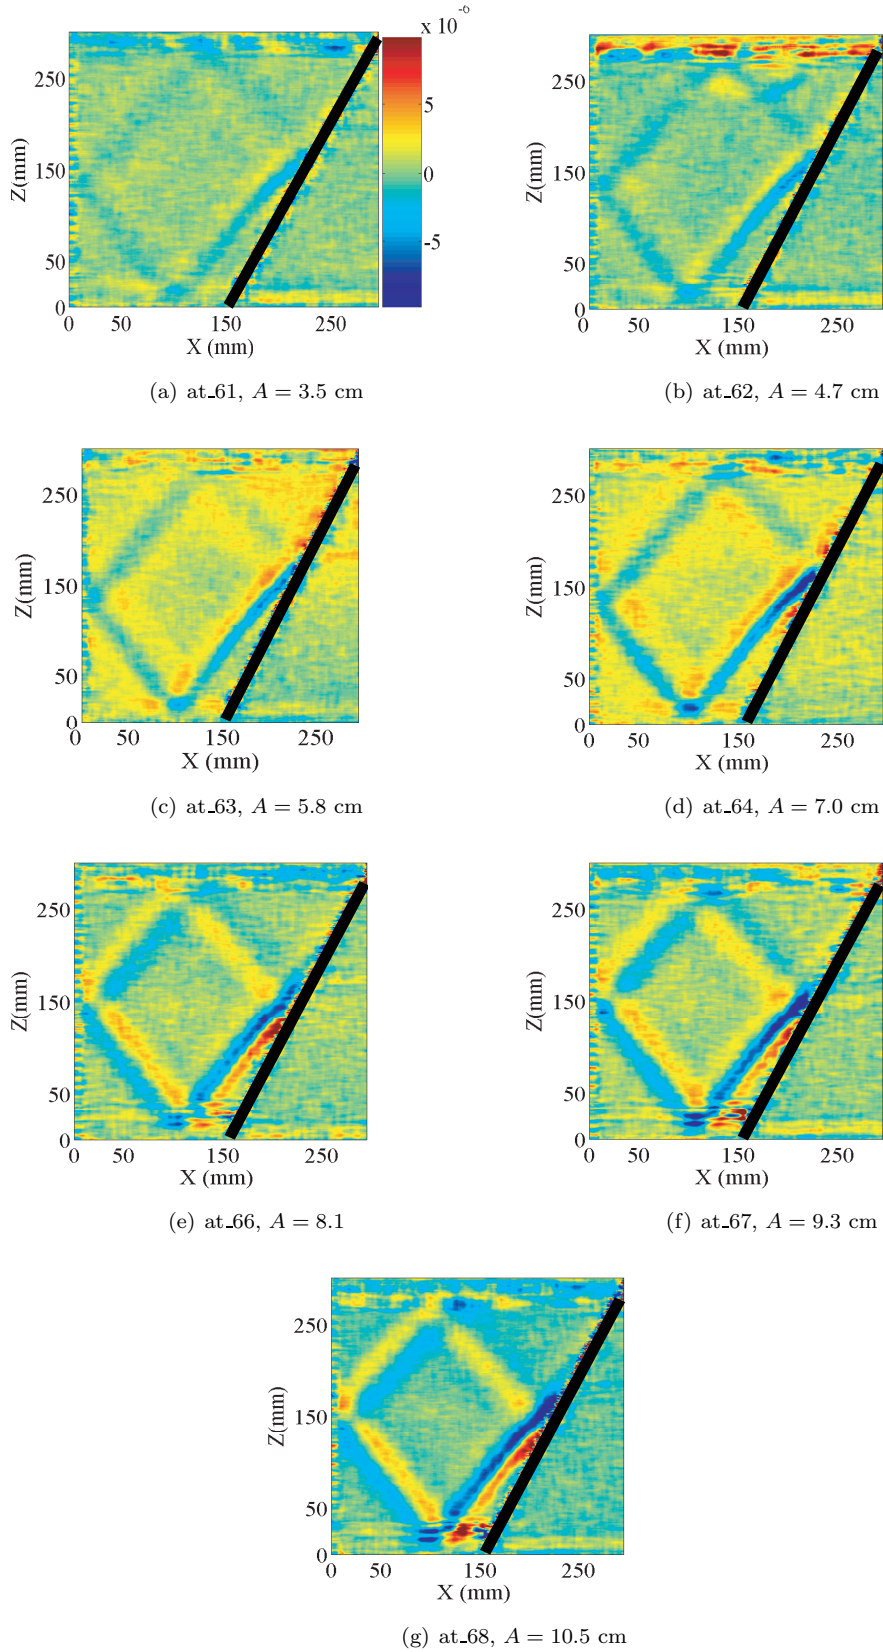 x 10
-6
250
150
50
0
5
0
-5
Z(mm)
0 50 150 250
X (mm)
(a) at_61, A = 3.5 cm
250
150
50
0
Z(mm)
0 50 150 250
X (mm)
(b) at_62, A = 4.7 cm
250
150
50
0
Z(mm)
50 150 250
X (mm)
(c) at_63, A = 5.8 cm
250
150
50
0
Z(mm)
0 50 150 250
X (mm)
(d) at_64, A = 7.0 cm
250
150
50
0
Z(mm)
0 50 150 250
X (mm)
(e) at_66, A = 8.1
250
150
50
0
Z(mm)
0 50 150 250
X (mm)
(f) at_67, A = 9.3 cm
250
150
50
0
Z(mm)
0 50 150 250
X (mm)
(g) at_68, A = 10.5 cm